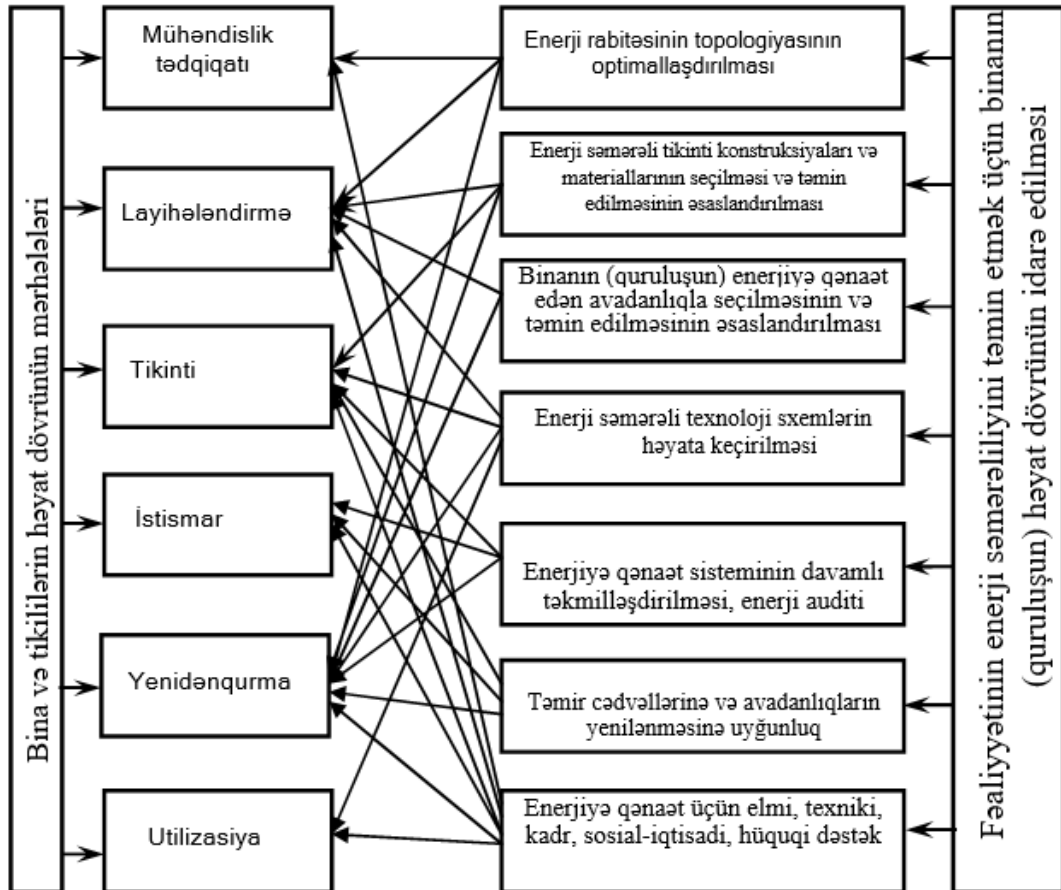 Bina və tikililərin həyat dövrünün mərhələləri
Mühəndislik
tədqiqatı
Layihələndirmə
Tikinti
İstismar
Yenidənqurma
Utilizasiya
Enerji rabitəsinin topologiyasının
optimallaşdırılması
Enerji səmərəli tikinti konstruksiyaları və
materiallarının seçilməsi və təmin
edilməsinin əsaslandırılması
Binanın (quruluşun) enerjiyə qənaət
edən avadanlıqla seçilməsinin və
təmin edilməsinin əsaslandırılması
Enerji səmərəli texnoloji sxemlərin
həyata keçirilməsi
Enerjiyə qənaət sisteminin davamlı
təkmilləşdirilməsi, enerji auditi
Təmir cədvəllərinə və avadanlıqların
yenilənməsinə uyğunluq
Enerjiyə qənaət üçün elmi, texniki,
kadr, sosial-iqtisadi, hüquqi dəstək
Fəaliyyətinin enerji səmərəliliyini təmin etmək üçün binanın
(quruluşun) həyat dövrünün idarə edilməsi